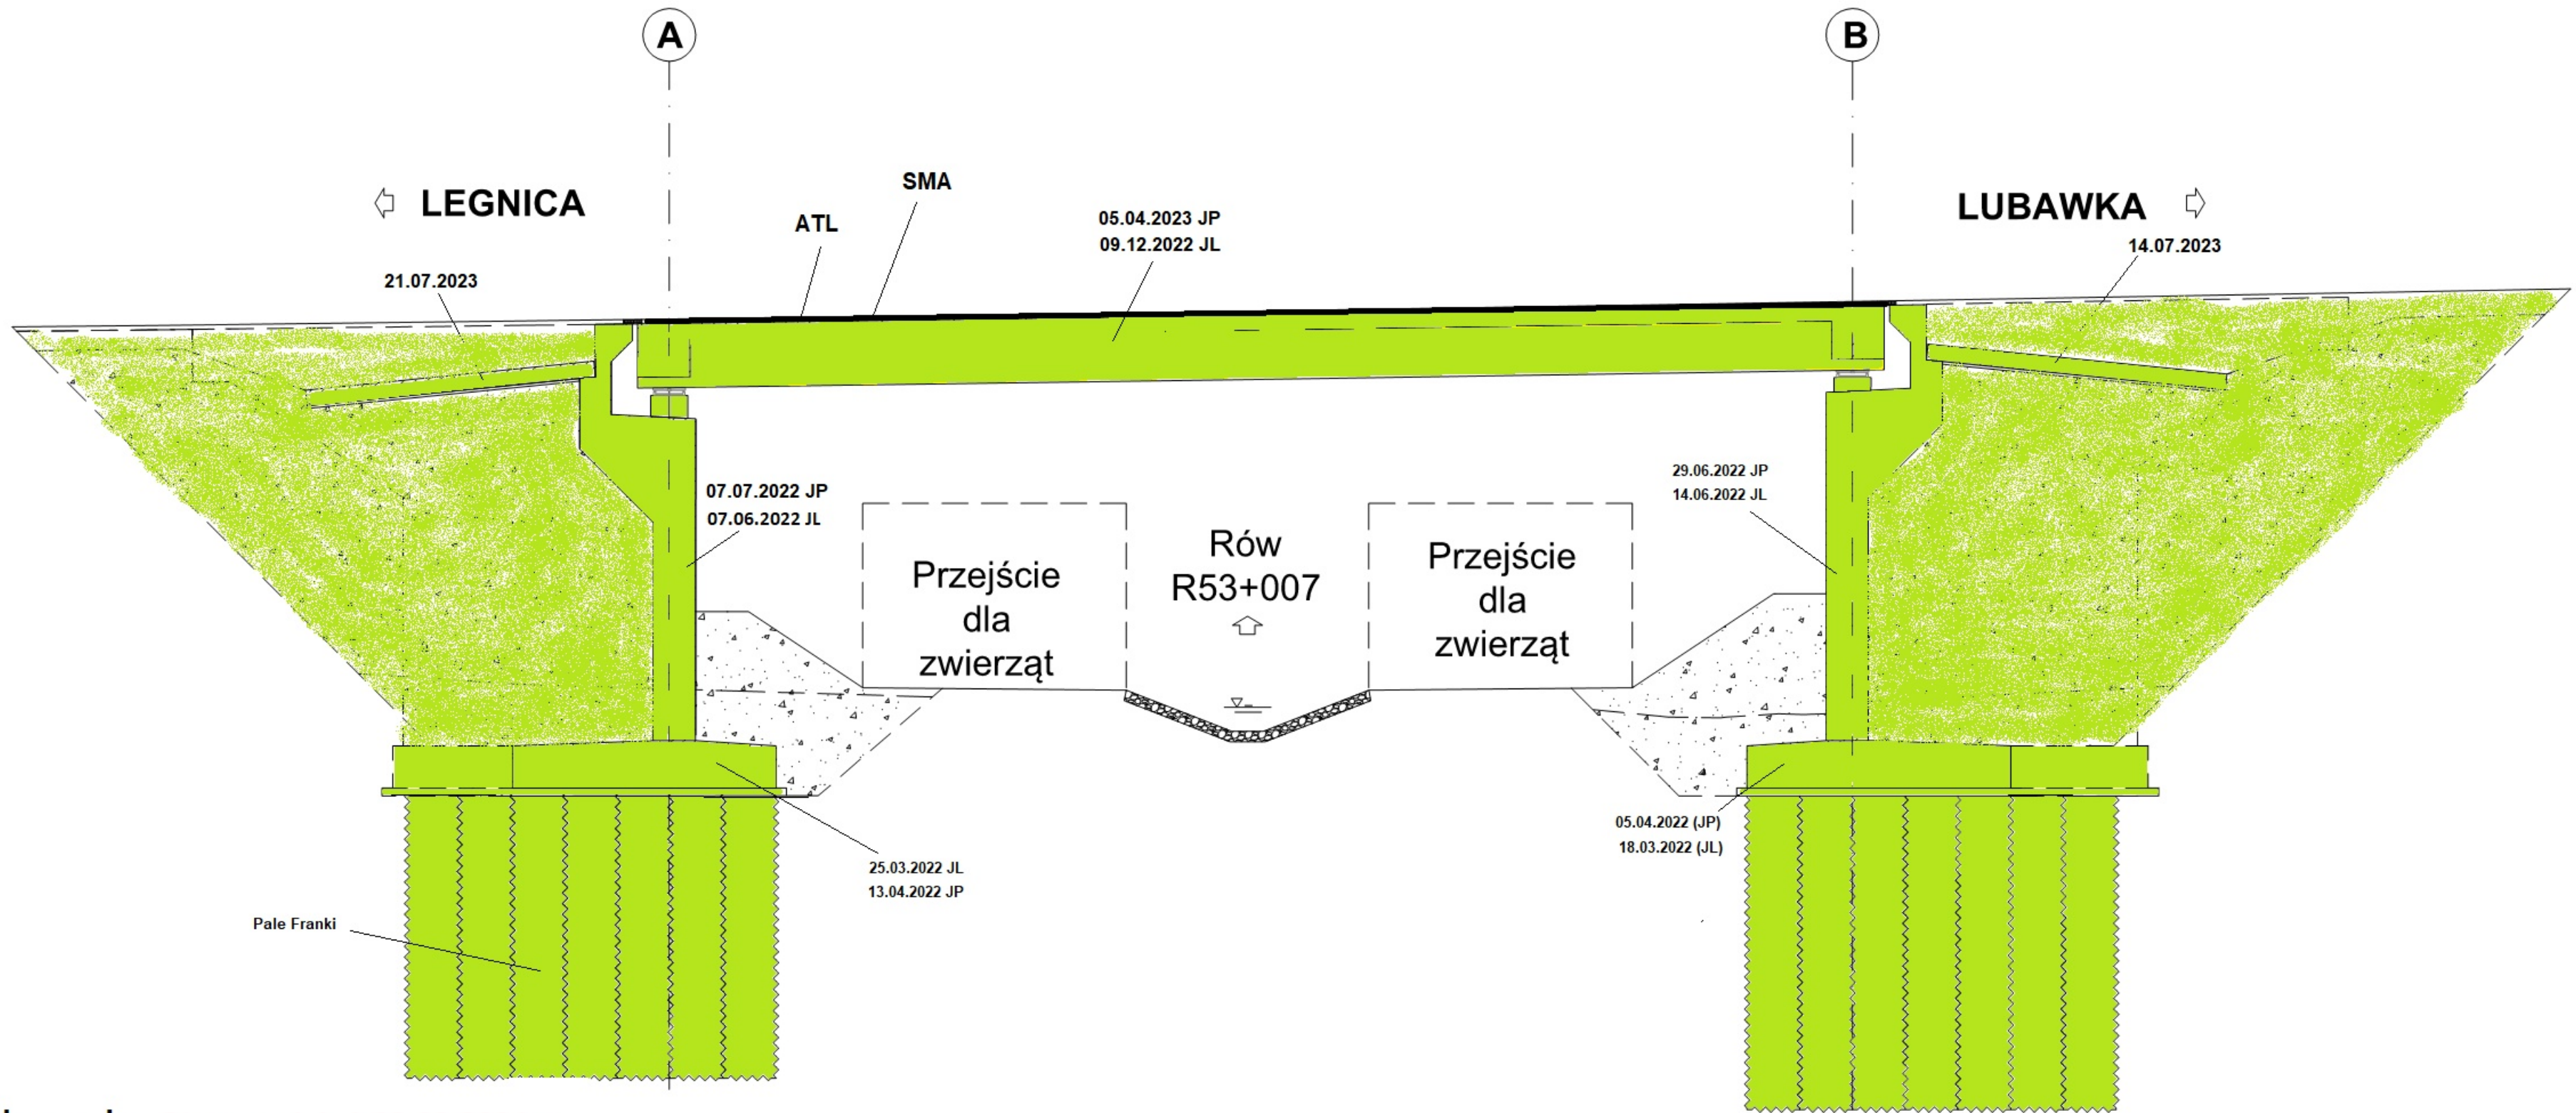 A
B
LEGNICA
LUBAWKA
SMA
ATL
05.04.2023 JP
09.12.2022 JL
14.07.2023
21.07.2023
07.07.2022 JP
07.06.2022 JL
29.06.2022 JP
14.06.2022 JL
Przejście
dla
zwierząt
Rów
R53+007
Przejście
dla
zwierząt
05.04.2022 (JP)
18.03.2022 (JL)
25.03.2022 JL
13.04.2022 JP
Pale Franki